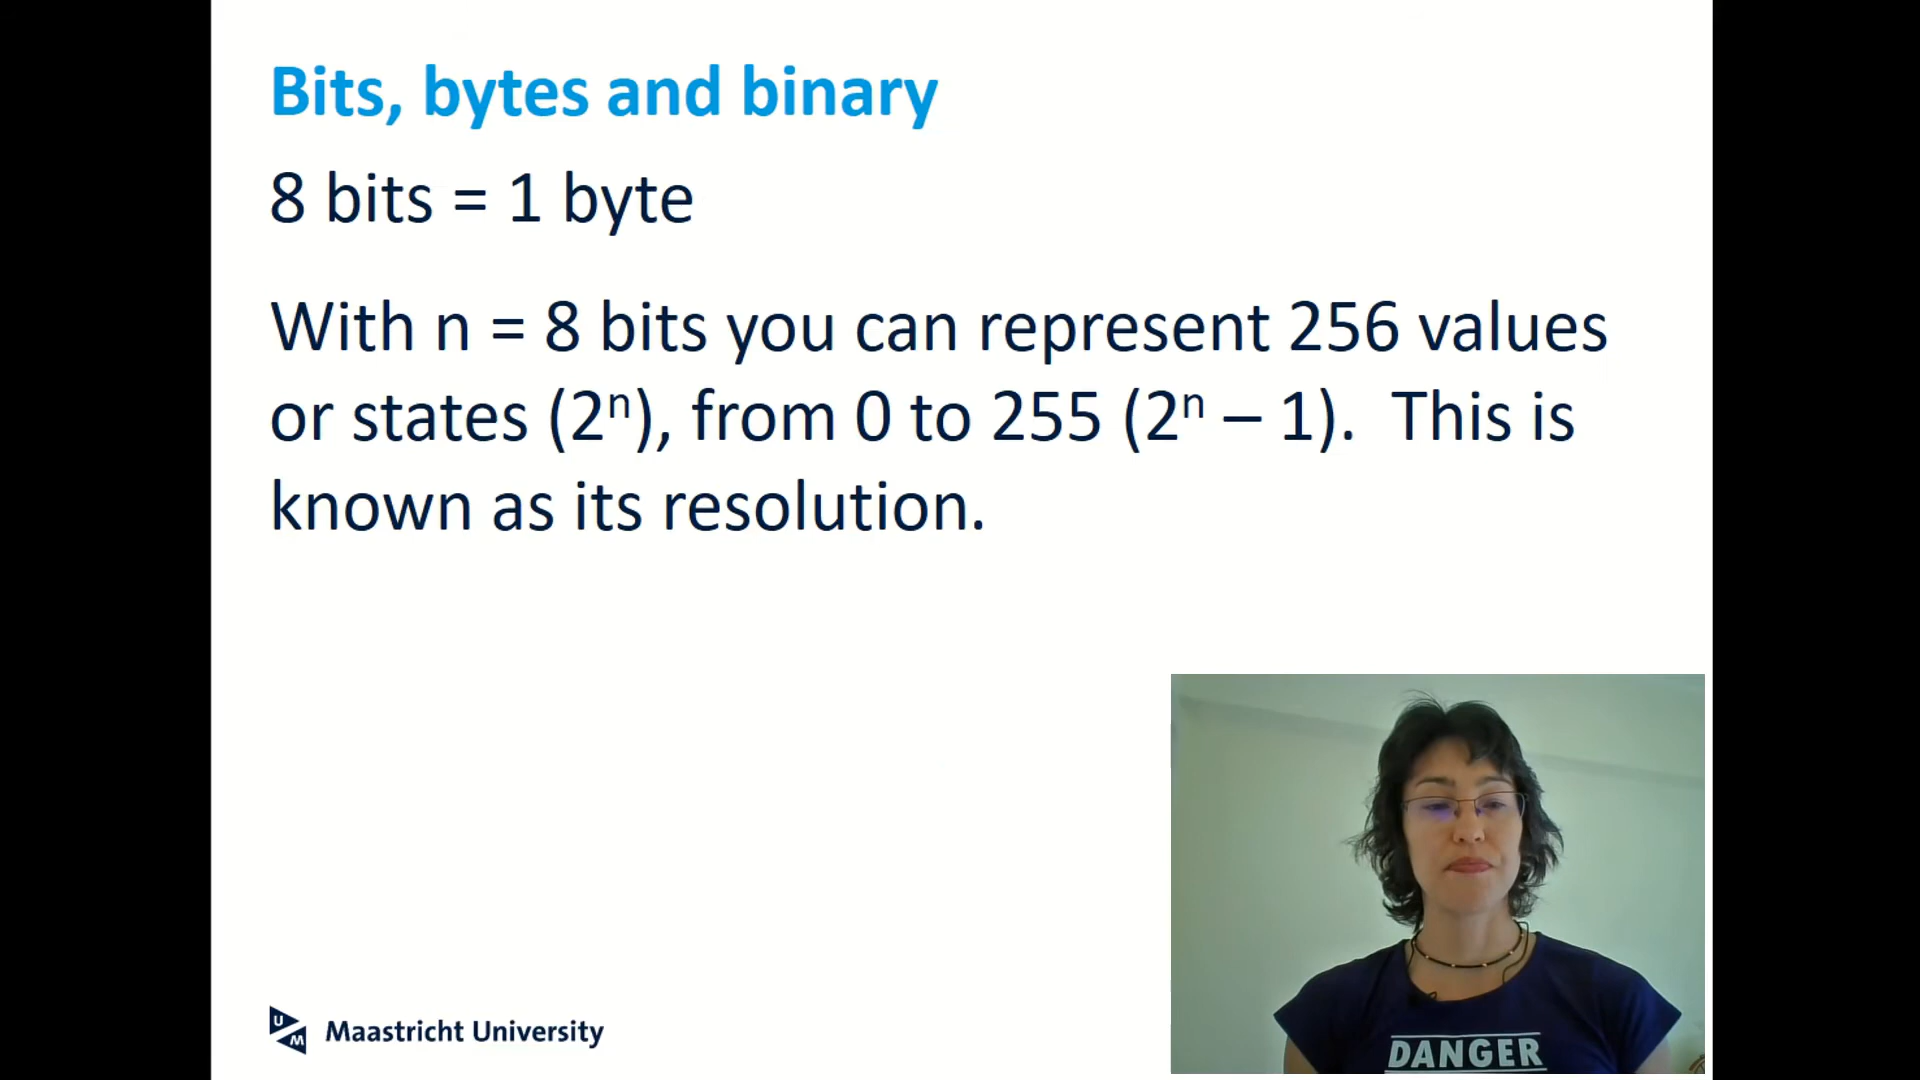 Bits, bytes and binary
8 bits = 1 byte
With n = 8 bits you can represent 256 values
or states (2ⁿ), from 0 to 255 (2ⁿ – 1). This is
known as its resolution.
UM Maastricht University
DANGER